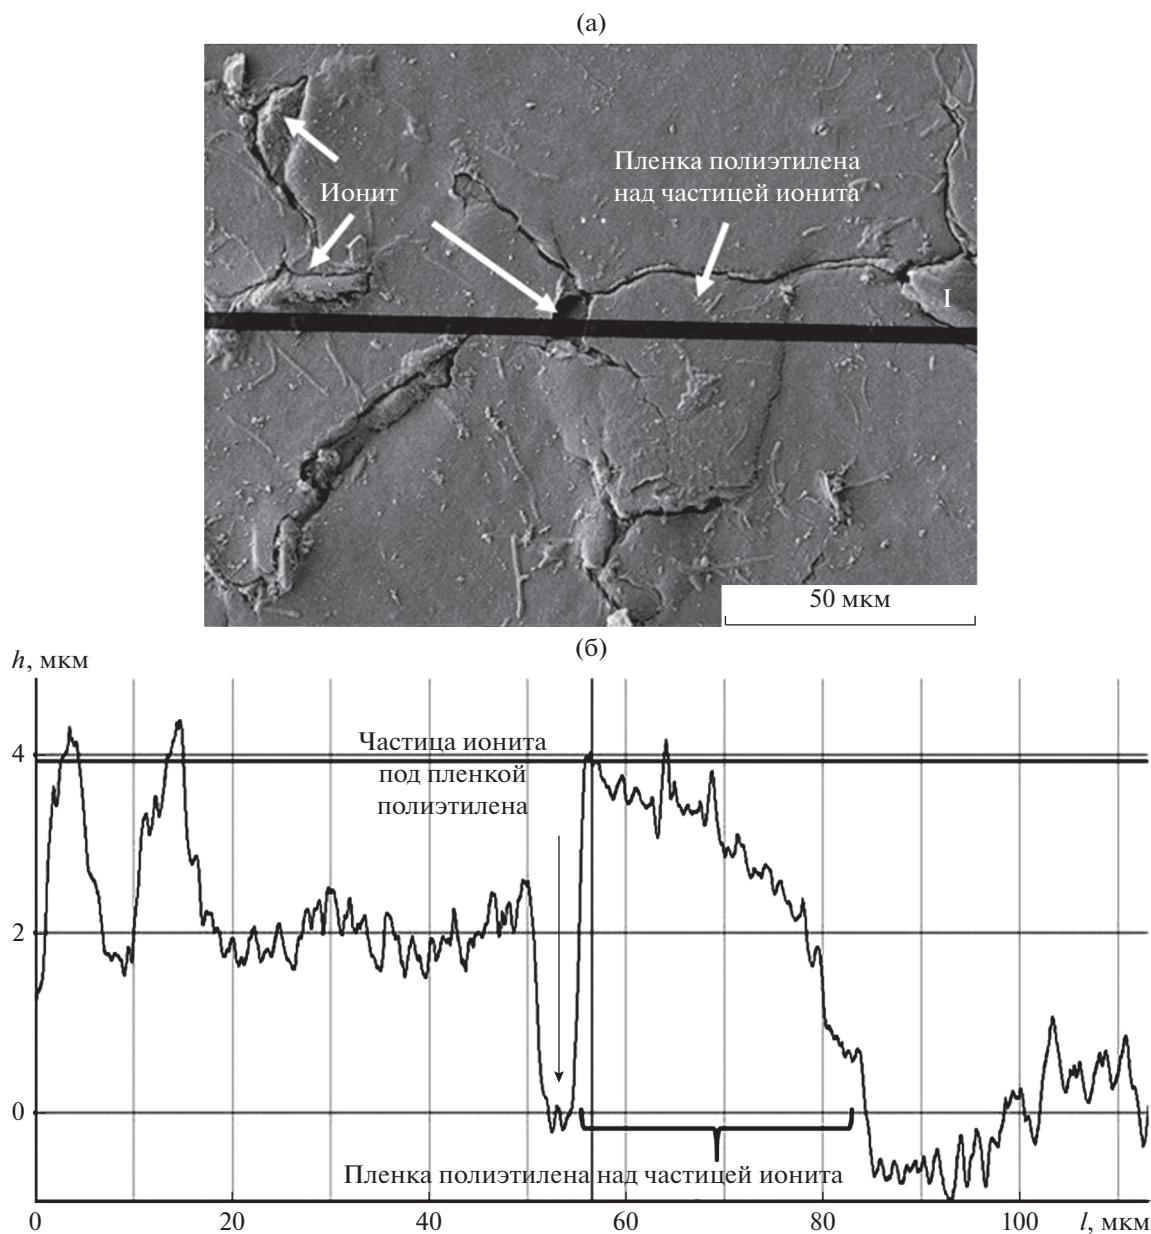 (а)
Пленка полиэтилена
над частицей ионита
Ионит
I
50 мкм
(б)
h, мкм
4
Частица ионита
под пленкой
полиэтилена
2
0
Пленка полиэтилена над частицей ионита
0 20 40 60 80 100 l, мкм